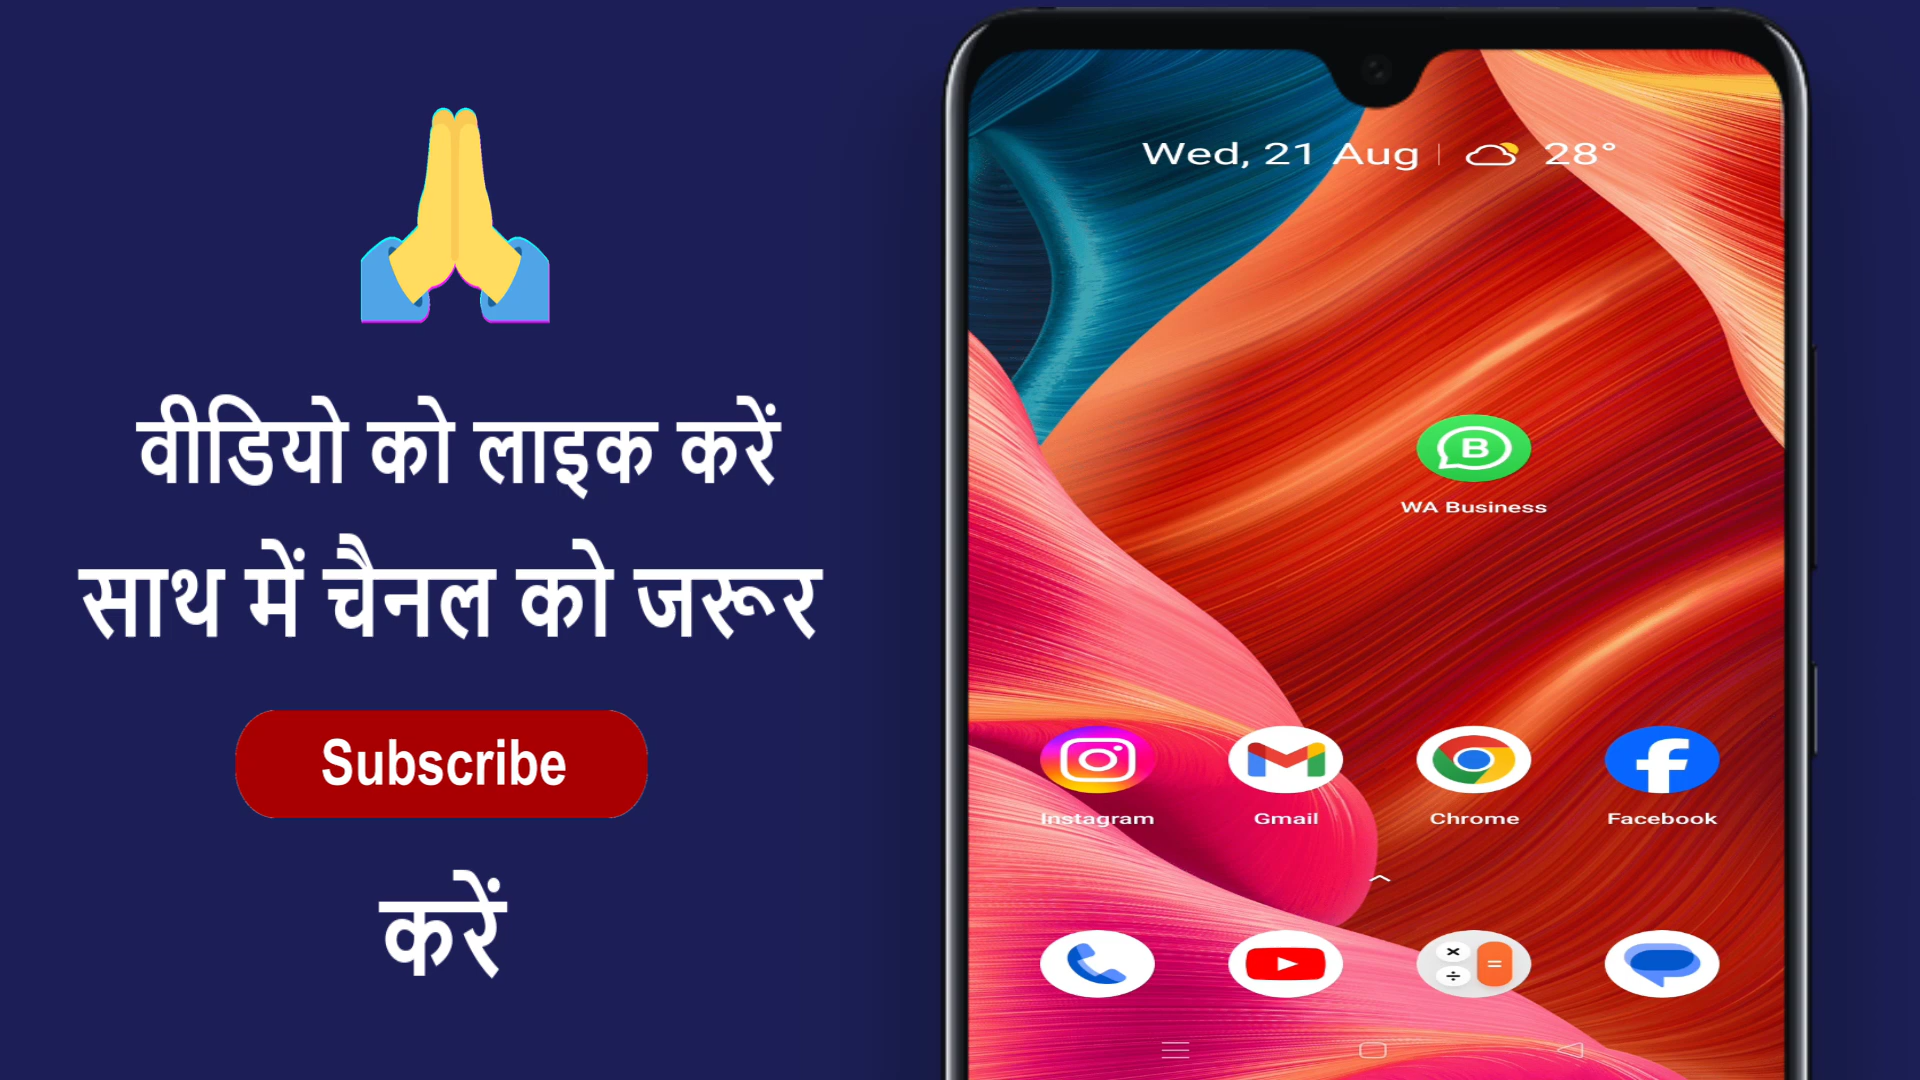 वीडियो को लाइक करें
साथ में चैनल को जरूर
Subscribe
करें
Wed, 21 Aug 28°
WA Business
Instagram Gmail Chrome Facebook